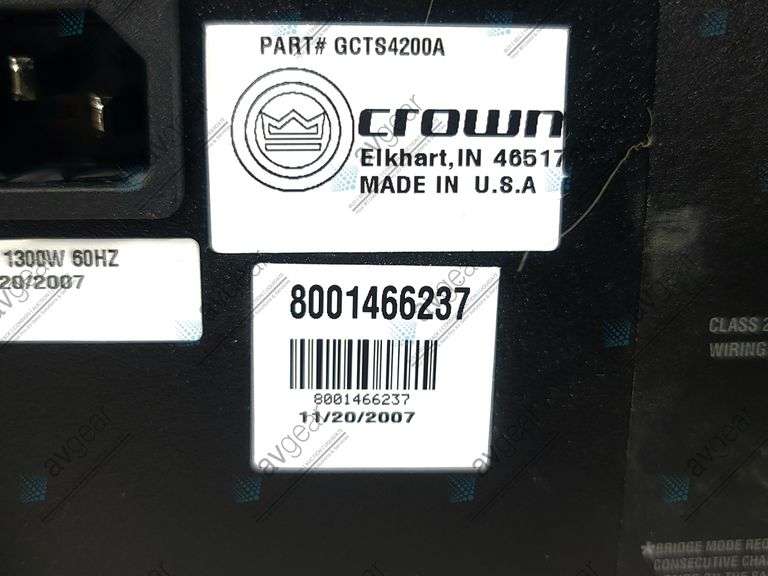 PART# GCTS4200A
crown
Elkhart, IN 46517
MADE IN U.S.A
1300W 60HZ
20/2007
8001466237
8001466237
11/20/2007
CLASS 2
WIRING
*BRIDGE MODE REQ
CONSECUTIVE CHA
avgear